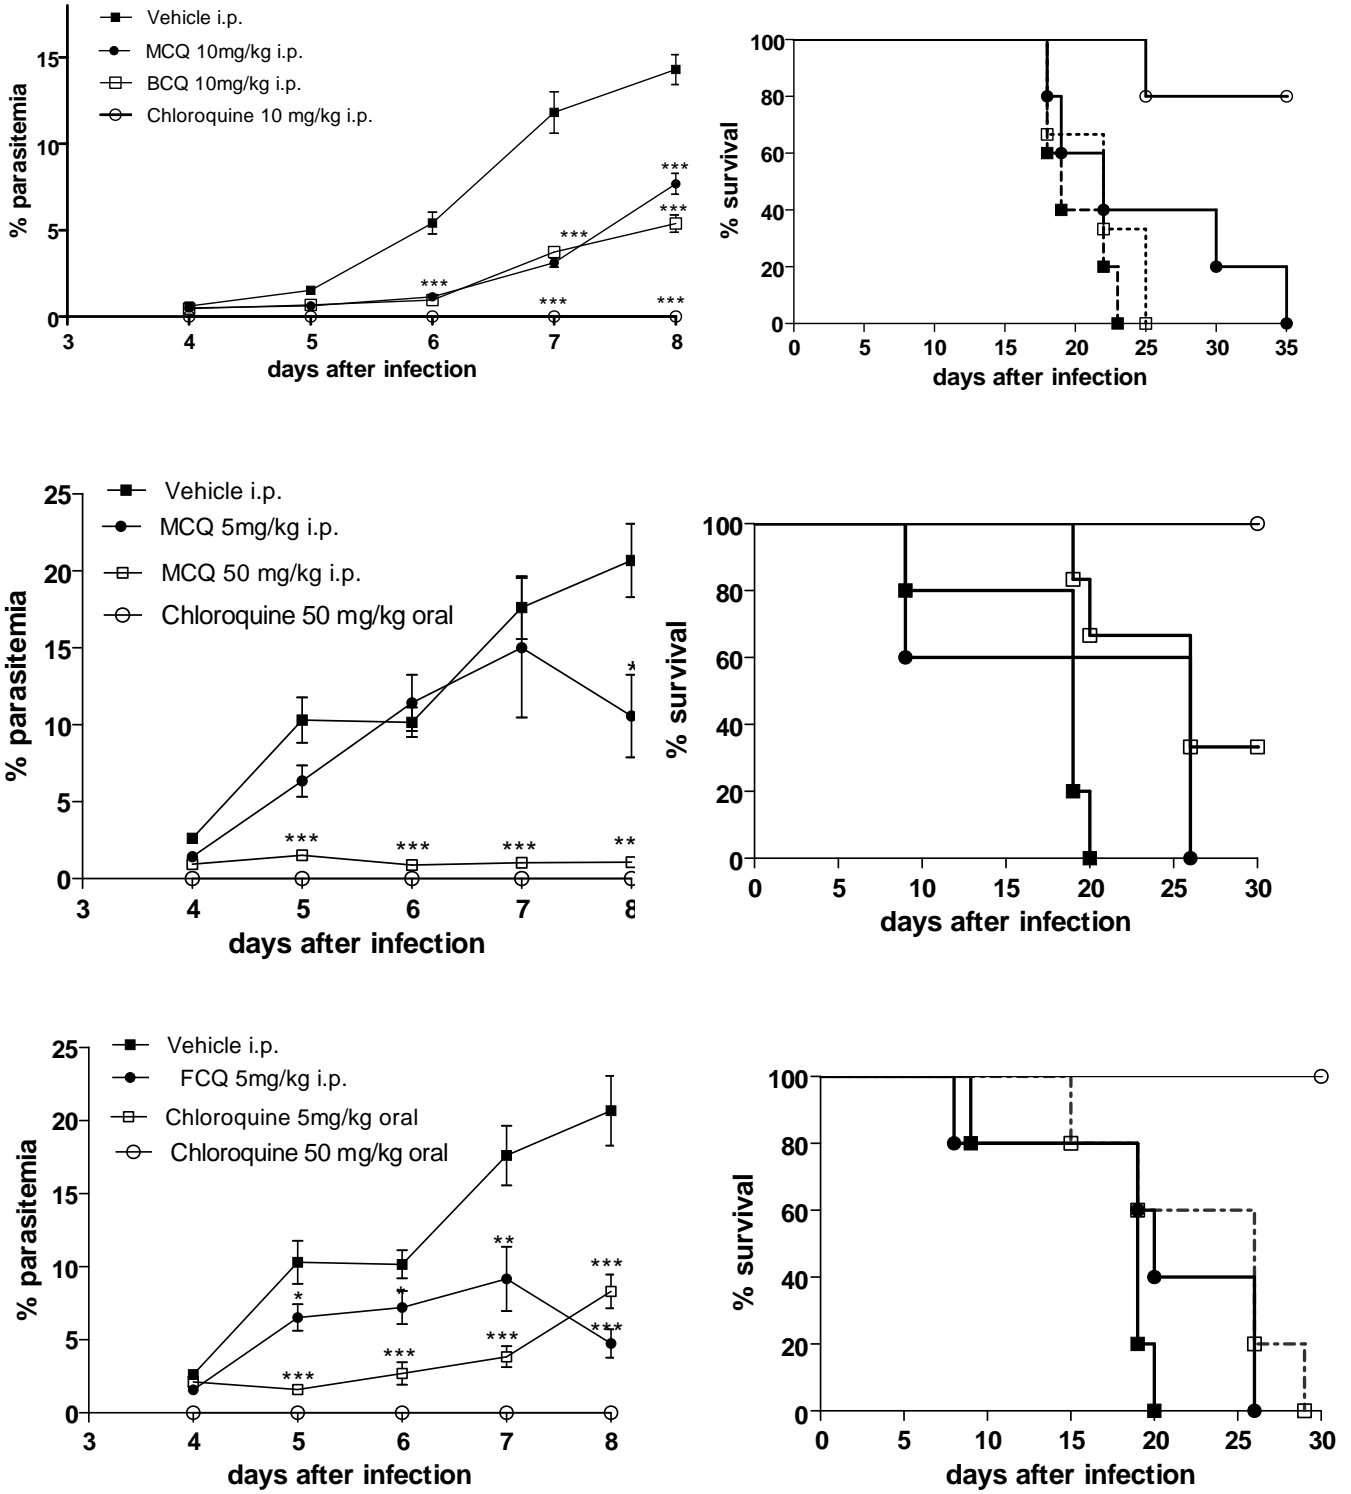 Vehicle i.p.
MCQ 10mg/kg i.p.
BCQ 10mg/kg i.p.
Chloroquine 10 mg/kg i.p.
% parasitemia
15
10
5
0
***
***
***
***
***
***
3 4 5 6 7 8
days after infection
% survival
100
80
60
40
20
0
0 5 10 15 20 25 30 35
days after infection
Vehicle i.p.
MCQ 5mg/kg i.p.
MCQ 50 mg/kg i.p.
Chloroquine 50 mg/kg oral
% parasitemia
25
20
15
10
5
0
*
*** *** *** **
3 4 5 6 7 8
days after infection
% survival
100
80
60
40
20
0
0 5 10 15 20 25 30
days after infection
Vehicle i.p.
FCQ 5mg/kg i.p.
Chloroquine 5mg/kg oral
Chloroquine 50 mg/kg oral
% parasitemia
25
20
15
10
5
0
**
***
* *
***
***
***
***
3 4 5 6 7 8
days after infection
% survival
100
80
60
40
20
0
0 5 10 15 20 25 30
days after infection